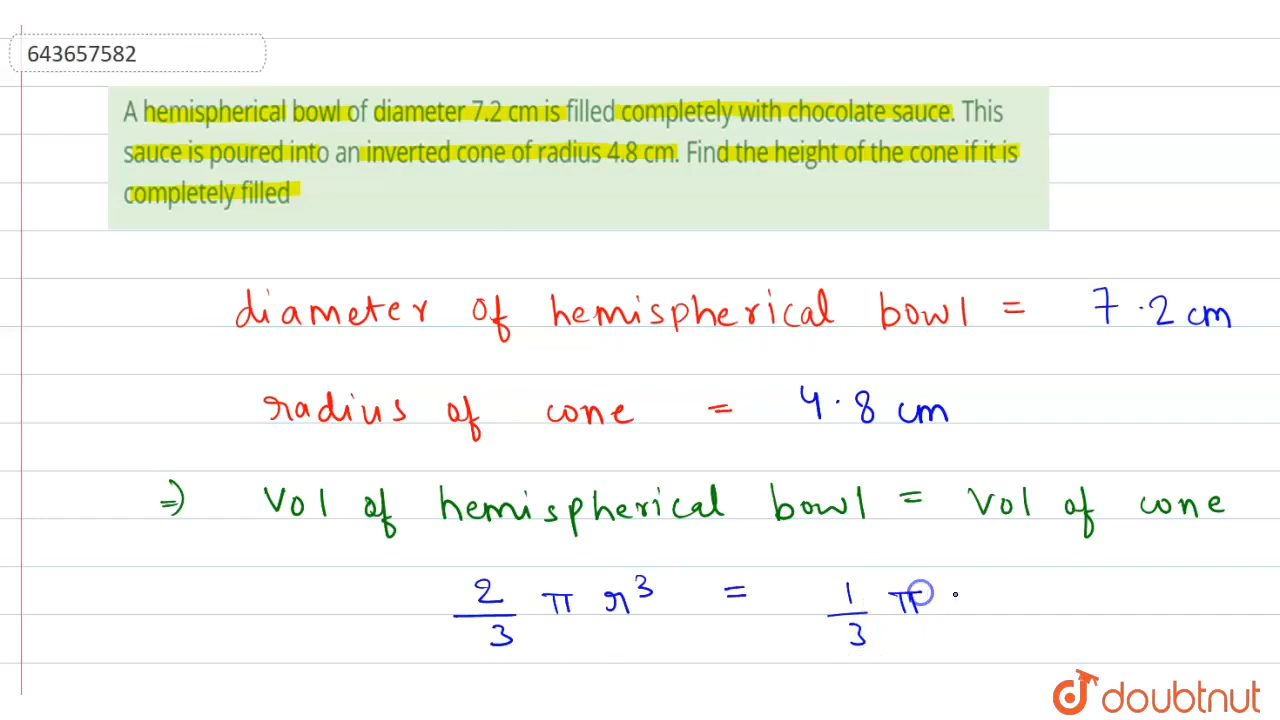 643657582
A hemispherical bowl of diameter 7.2 cm is filled completely with chocolate sauce. This
sauce is poured into an inverted cone of radius 4.8 cm. Find the height of the cone if it is
completely filled
diameter of hemispherical bowl = 7.2 cm
radius of cone = 4.8 cm
=) Vol of hemispherical bowl = Vol of cone
2/3 π r³ = 1/3 π
doubtnut